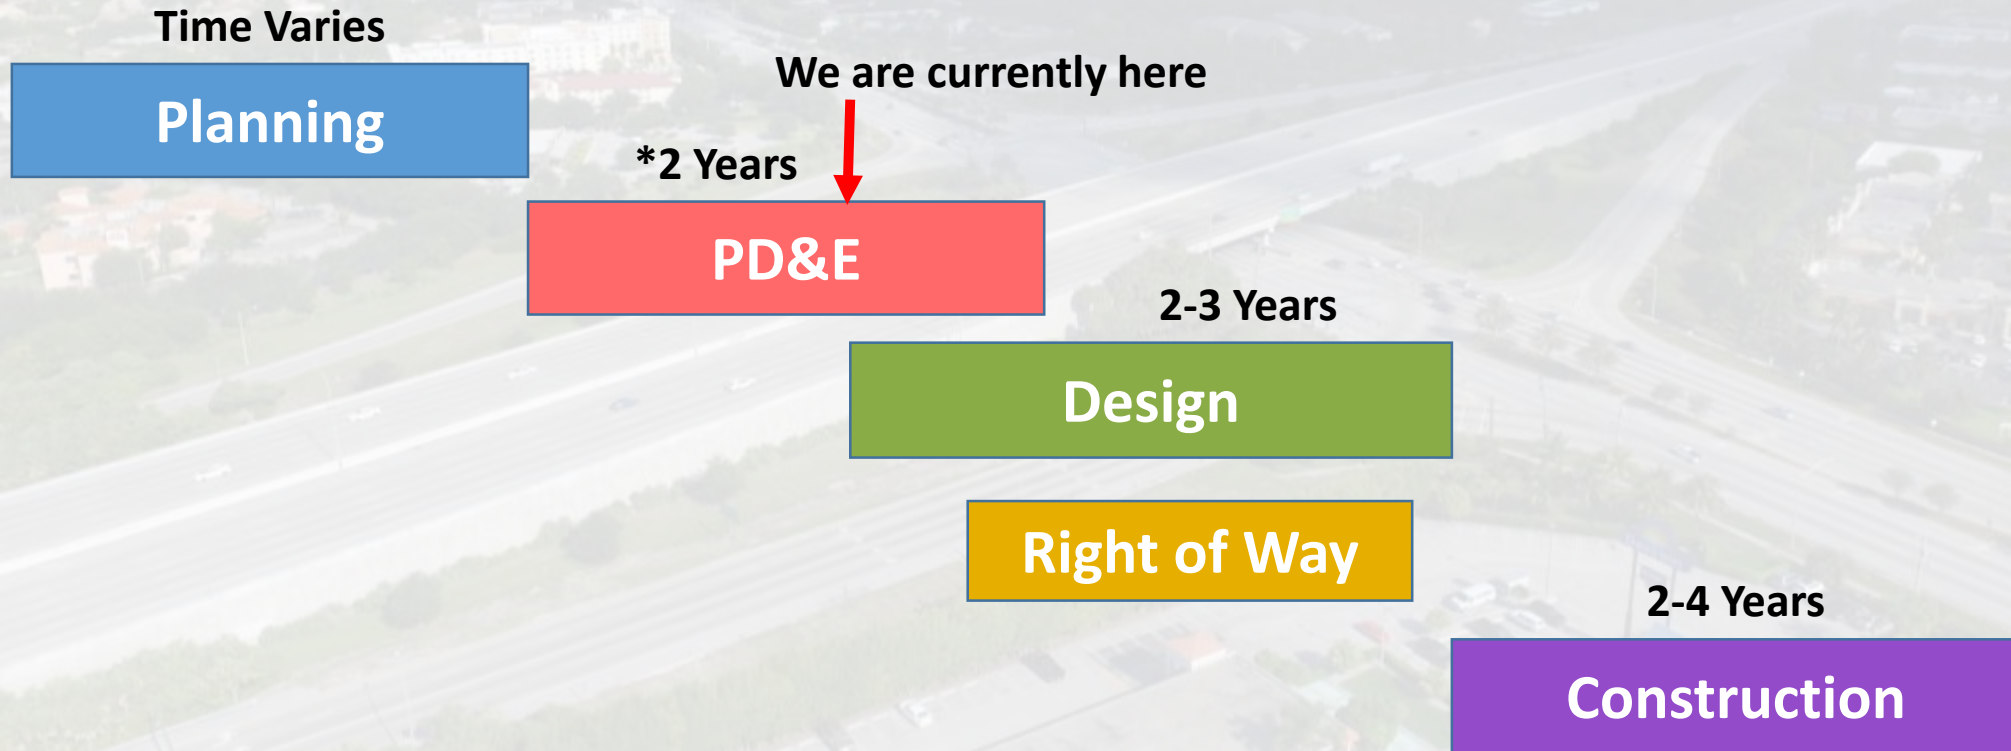 Time Varies
Planning
We are currently here
*2 Years
PD&E
2-3 Years
Design
Right of Way
2-4 Years
Construction